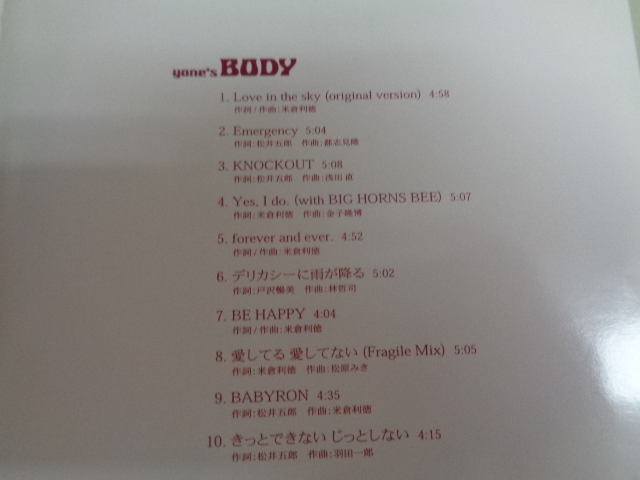 yone's BODY
1. Love in the sky (original version) 4:58
作詞/作曲:米倉利徳
2. Emergency 5:04
作詞:松井五郎 作曲:都志見隆
3. KNOCKOUT 5:08
作詞:松井五郎 作曲:浅田直
4. Yes, I do. (with BIG HORNS BEE) 5:07
作詞:米倉利徳 作曲:金子隆博
5. forever and ever. 4:52
作詞/作曲:米倉利徳
6. デリカシーに雨が降る 5:02
作詞:戸沢暢美 作曲:林哲司
7. BE HAPPY 4:04
作詞/作曲:米倉利徳
8. 愛してる 愛してない (Fragile Mix) 5:05
作詞:米倉利徳 作曲:松原みき
9. BABYRON 4:35
作詞:松井五郎 作曲:米倉利徳
10. きっとできない じっとしない 4:15
作詞:松井五郎 作曲:羽田一郎